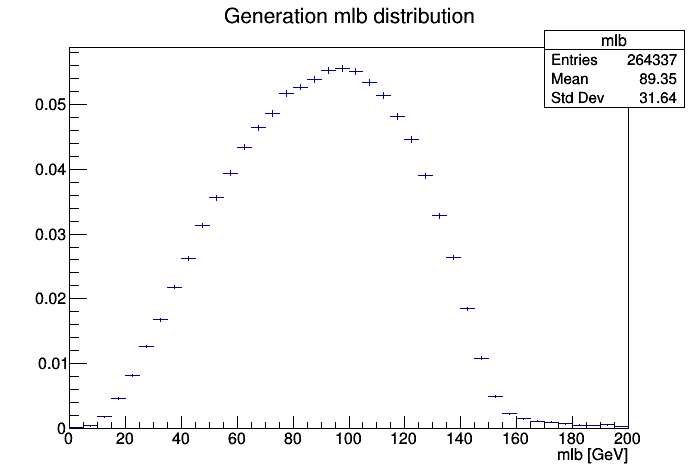 Generation mlb distribution
mlb
Entries 264337
Mean 89.35
Std Dev 31.64
0.05
0.04
0.03
0.02
0.01
0
0 20 40 60 80 100 120 140 160 180 200
mlb [GeV]